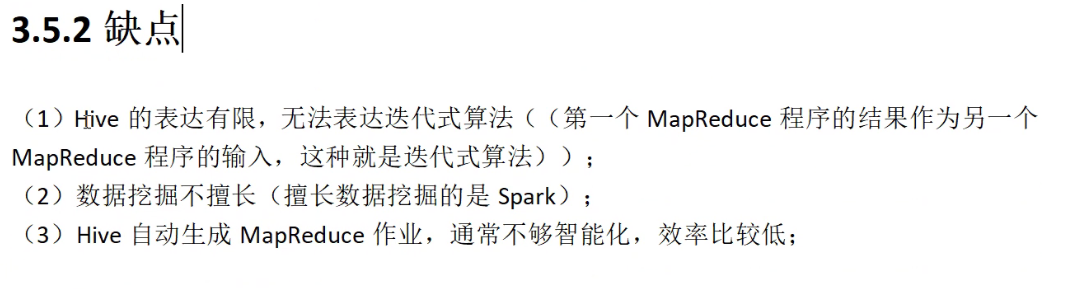 3.5.2 缺点
（1）Hive 的表达有限，无法表达迭代式算法（（第一个 MapReduce 程序的结果作为另一个
MapReduce 程序的输入，这种就是迭代式算法））；
（2）数据挖掘不擅长（擅长数据挖掘的是 Spark）；
（3）Hive 自动生成 MapReduce 作业，通常不够智能化，效率比较低；